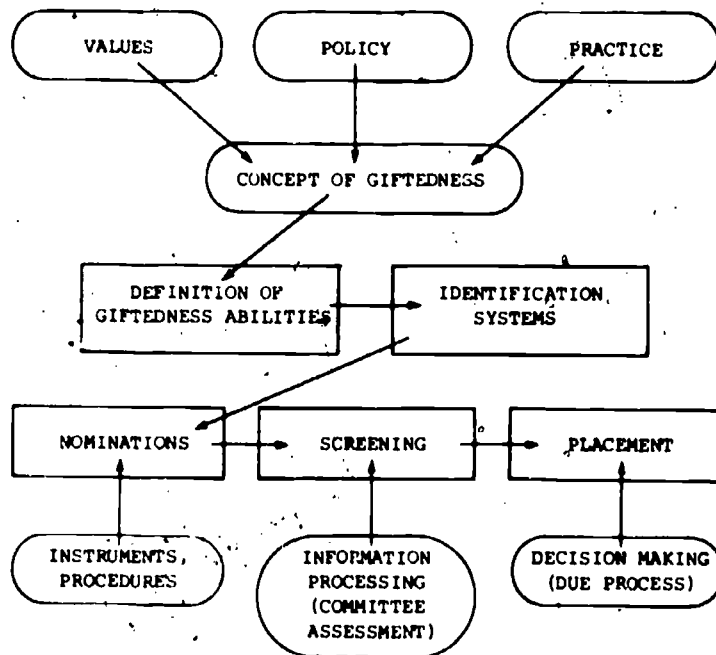 VALUES
POLICY
PRACTICE
CONCEPT OF GIFTEDNESS
DEFINITION OF
GIFTEDNESS ABILITIES
IDENTIFICATION
SYSTEMS
NOMINATIONS
SCREENING
PLACEMENT
INSTRUMENTS,
PROCEDURES
INFORMATION
PROCESSING
(COMMITTEE
ASSESSMENT)
DECISION MAKING
(DUE PROCESS)